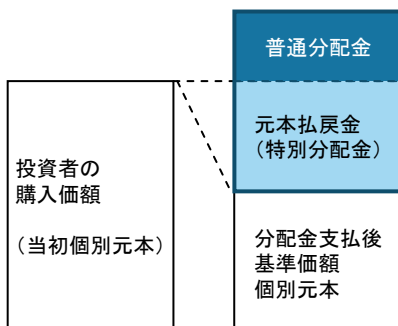 普通分配金
元本払戻金
（特別分配金）
投資者の
購入価額
（当初個別元本）
分配金支払後
基準価額
個別元本